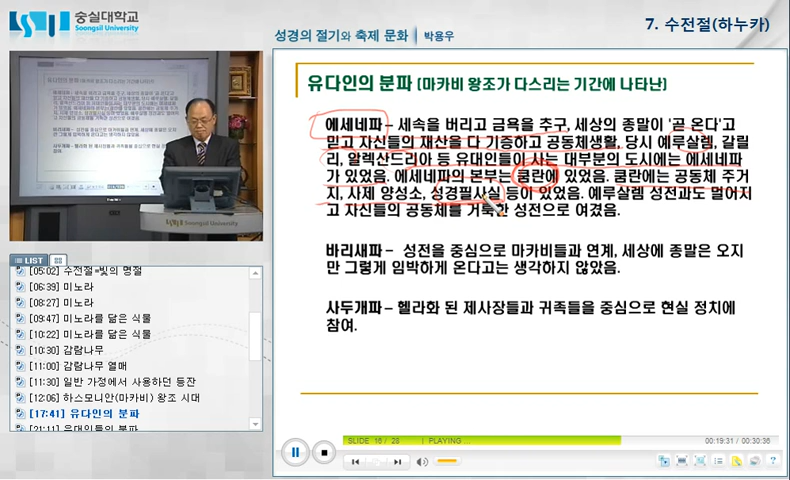 숭실대학교
Soongsil University
성경의 절기와 축제 문화
박용우
7. 수전절(하누카)
유다인의 분파 [마카비 왕조가 다스리는 기간에 나타난]
에세네파 – 세속을 버리고 금욕을 추구, 세상의 종말이 '곧 온다'고
믿고 자신들의 재산을 다 기증하고 공동체생활, 당시 예루살렘, 갈릴
리, 알렉산드리아 등 유대인들이 사는 대부분의 도시에는 에세네파
가 있었음. 에세네파의 본부는 쿰란에 있었음. 쿰란에는 공동체 주거
지, 사제 양성소, 성경필사실 등이 있었음. 예루살렘 성전과도 멀어지
고 자신들의 공동체를 거룩한 성전으로 여겼음.
바리새파 – 성전을 중심으로 마카비들과 연계, 세상에 종말은 오지
만 그렇게 임박하게 온다고는 생각하지 않았음.
사두개파 – 헬라화 된 제사장들과 귀족들을 중심으로 현실 정치에
참여.
숭실대학교
Soongsil University
LIST
[05:02] 수전절=빛의 명절
[06:39] 미노라
[08:27] 미노라
[09:47] 미노라를 닮은 식물
[10:22] 미노라를 닮은 식물
[10:30] 감람나무
[11:00] 감람나무 열매
[11:30] 일반 가정에서 사용하던 등잔
[12:06] 하스모니안(마카비) 왕조 시대
[17:41] 유다인의 분파
[21:11] 유대인들의 분파
SLIDE 16 / 28 | PLAYING ...
00:19:31 / 00:30:36